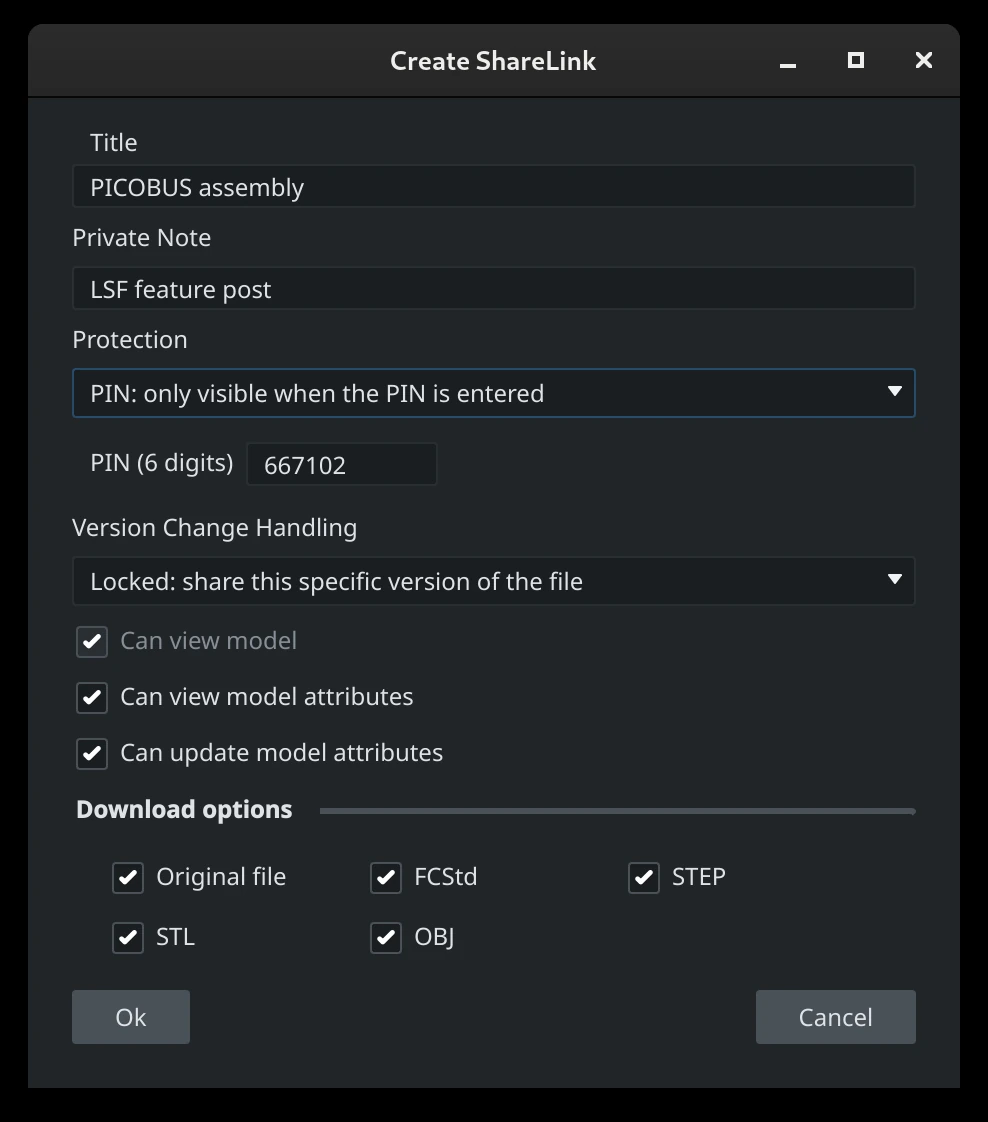 Create ShareLink
Title
PICOBUS assembly
Private Note
LSF feature post
Protection
PIN: only visible when the PIN is entered
PIN (6 digits) 667102
Version Change Handling
Locked: share this specific version of the file
Can view model
Can view model attributes
Can update model attributes
Download options
Original file FCStd STEP
STL OBJ
Ok Cancel